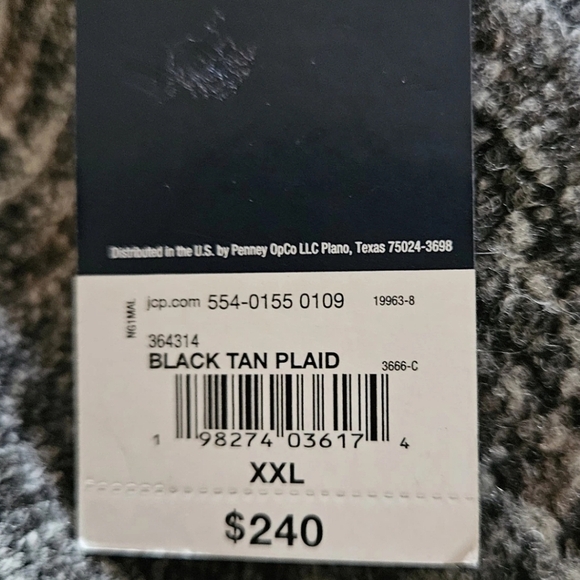 Distributed in the U.S. by Penney OpCo LLC Plano, Texas 75024-3698
jcp.com 554-0155 0109 19963-8
N61MAL
364314
BLACK TAN PLAID 3666-C
1 98274 03617 4
XXL
$240